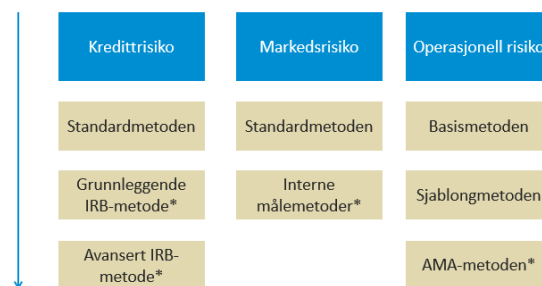 Kredittrisiko
Markedsrisiko
Operasjonell risiko
Standardmetoden
Standardmetoden
Basismetoden
Grunnleggende
IRB-metode*
Interne
målemetoder*
Sjablongmetoden
Avansert IRB-
metode*
AMA-metoden*